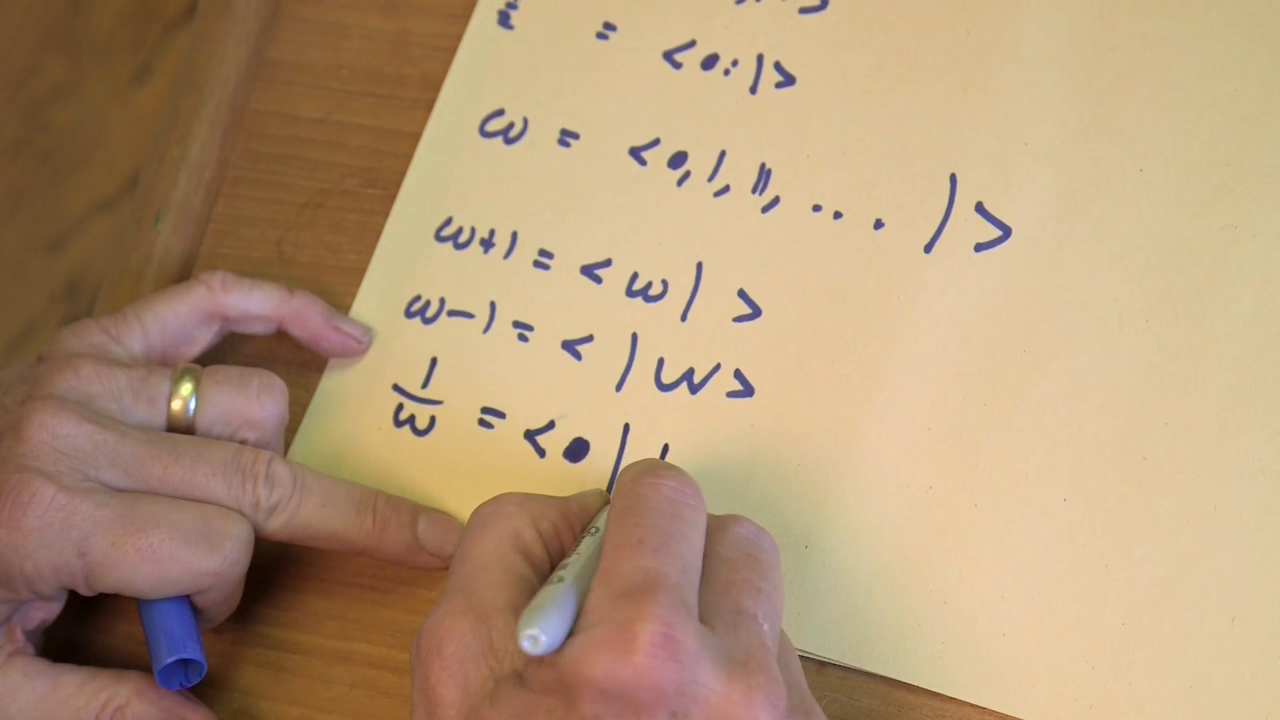 = <0:|>
ω = <0, 1, 11, ... | >
ω+1 = <ω | >
ω-1 = < | ω>
1/ω = <0 |